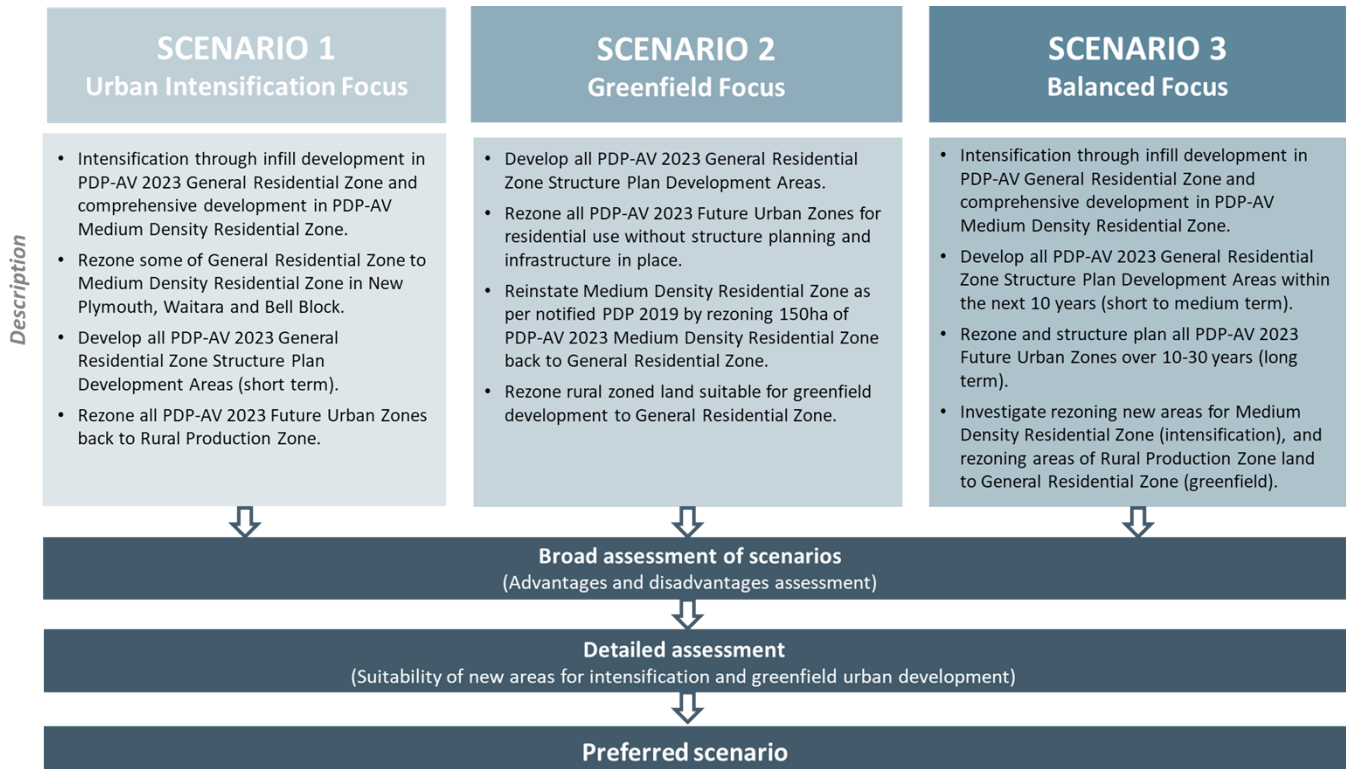 SCENARIO 1
Urban Intensification Focus
SCENARIO 2
Greenfield Focus
SCENARIO 3
Balanced Focus
Description
• Intensification through infill development in
PDP-AV 2023 General Residential Zone and
comprehensive development in PDP-AV
Medium Density Residential Zone.
• Rezone some of General Residential Zone to
Medium Density Residential Zone in New
Plymouth, Waitara and Bell Block.
• Develop all PDP-AV 2023 General
Residential Zone Structure Plan
Development Areas (short term).
• Rezone all PDP-AV 2023 Future Urban Zones
back to Rural Production Zone.
• Develop all PDP-AV 2023 General Residential
Zone Structure Plan Development Areas.
• Rezone all PDP-AV 2023 Future Urban Zones for
residential use without structure planning and
infrastructure in place.
• Reinstate Medium Density Residential Zone as
per notified PDP 2019 by rezoning 150ha of
PDP-AV 2023 Medium Density Residential Zone
back to General Residential Zone.
• Rezone rural zoned land suitable for greenfield
development to General Residential Zone.
• Intensification through infill development in
PDP-AV General Residential Zone and
comprehensive development in PDP-AV
Medium Density Residential Zone.
• Develop all PDP-AV 2023 General Residential
Zone Structure Plan Development Areas within
the next 10 years (short to medium term).
• Rezone and structure plan all PDP-AV 2023
Future Urban Zones over 10-30 years (long
term).
• Investigate rezoning new areas for Medium
Density Residential Zone (intensification), and
rezoning areas of Rural Production Zone land
to General Residential Zone (greenfield).
Broad assessment of scenarios
(Advantages and disadvantages assessment)
Detailed assessment
(Suitability of new areas for intensification and greenfield urban development)
Preferred scenario